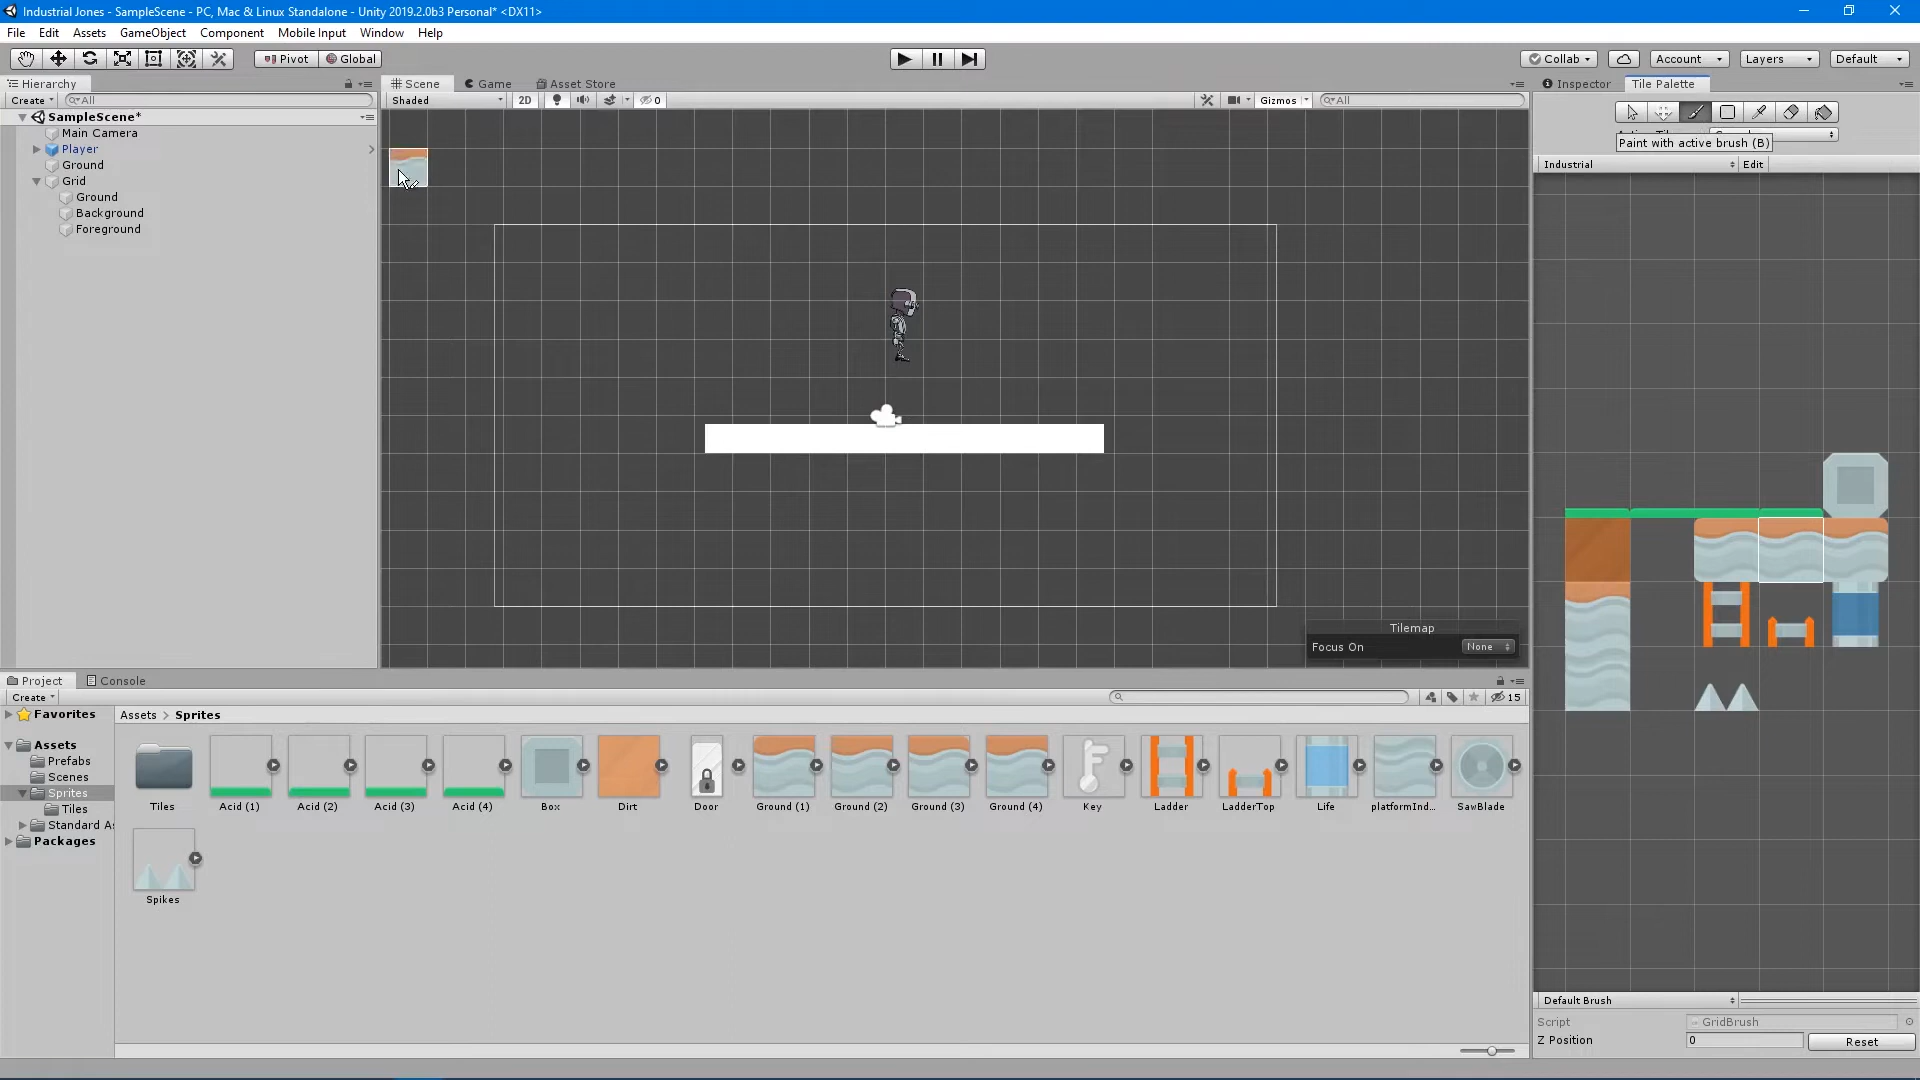 Industrial Jones - SampleScene - PC, Mac & Linux Standalone - Unity 2019.2.0b3 Personal* <DX11>
File Edit Assets GameObject Component Mobile Input Window Help
Pivot Global Collab Account Layers Default
Hierarchy Scene Game Asset Store Inspector Tile Palette
Create All Shaded 2D 0 Gizmos All
SampleScene*
Main Camera
Player
Ground
Grid
Ground
Background
Foreground
Paint with active brush (B)
Industrial Edit
Tilemap
Focus On None
Project Console
Create 15
Favorites
Assets
Prefabs
Scenes
Sprites
Tiles
Standard As
Packages
Assets > Sprites
Tiles Acid (1) Acid (2) Acid (3) Acid (4) Box Dirt Door Ground (1) Ground (2) Ground (3) Ground (4) Key Ladder LadderTop Life platformInd... SawBlade
Spikes
Default Brush
Script GridBrush
Z Position 0 Reset